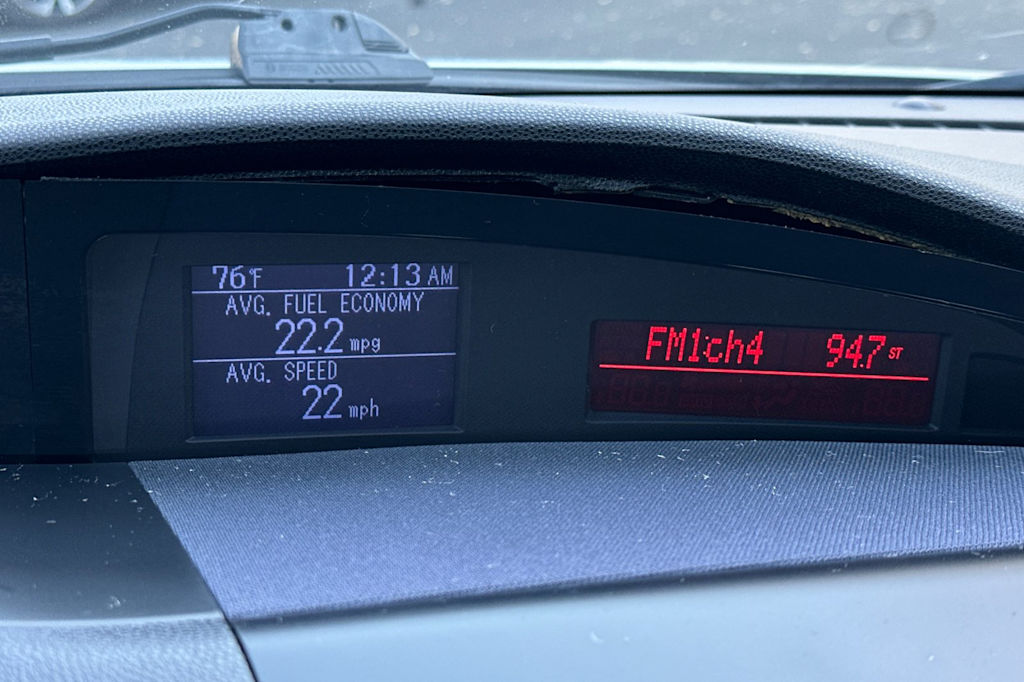 76°F 12:13 AM
AVG. FUEL ECONOMY
22.2 mpg
AVG. SPEED
22 mph
FM1ch4 94.7 ST